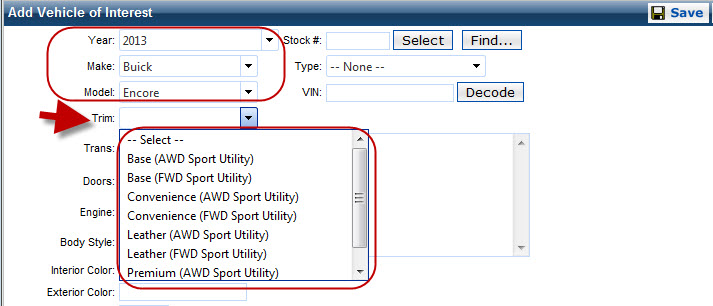 Add Vehicle of Interest Save
Year: 2013 Stock #: Select Find...
Make: Buick Type: -- None --
Model: Encore VIN: Decode
Trim:
-- Select --
Trans:
Base (AWD Sport Utility)
Base (FWD Sport Utility)
Doors:
Convenience (AWD Sport Utility)
Engine:
Convenience (FWD Sport Utility)
Leather (AWD Sport Utility)
Body Style:
Leather (FWD Sport Utility)
Interior Color:
Premium (AWD Sport Utility)
Exterior Color: